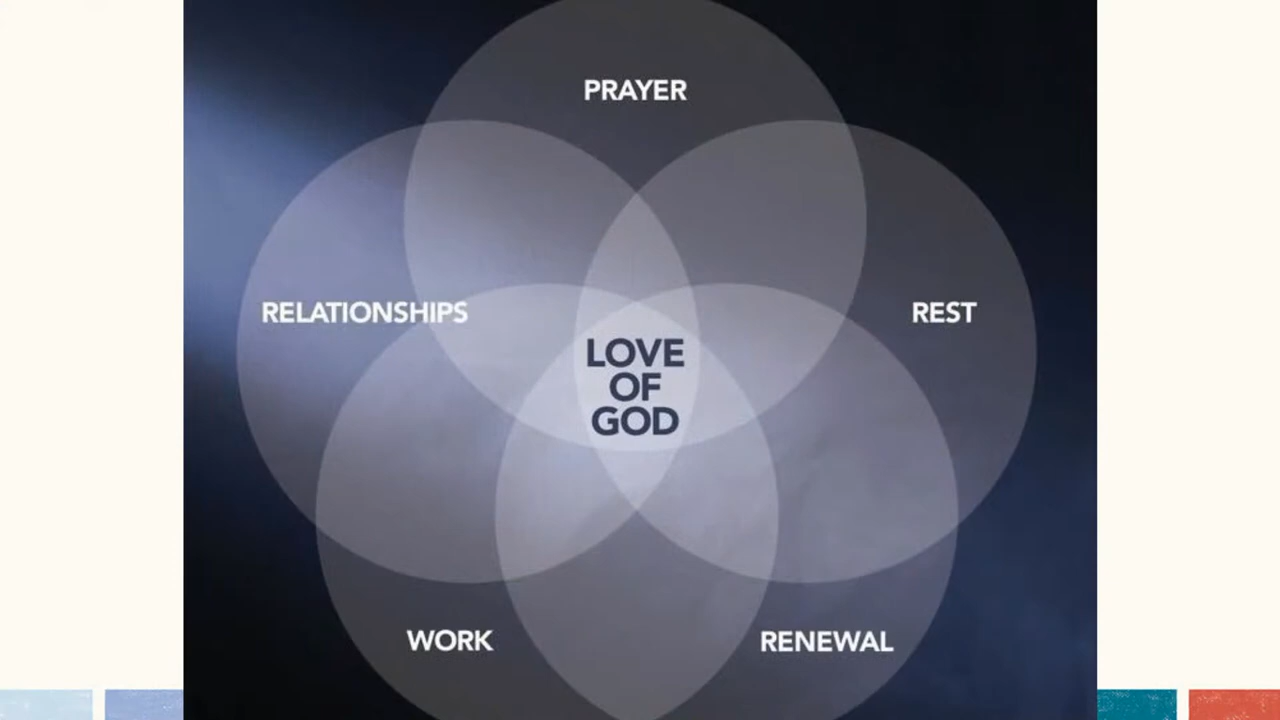 PRAYER
RELATIONSHIPS
REST
LOVE
OF
GOD
WORK
RENEWAL